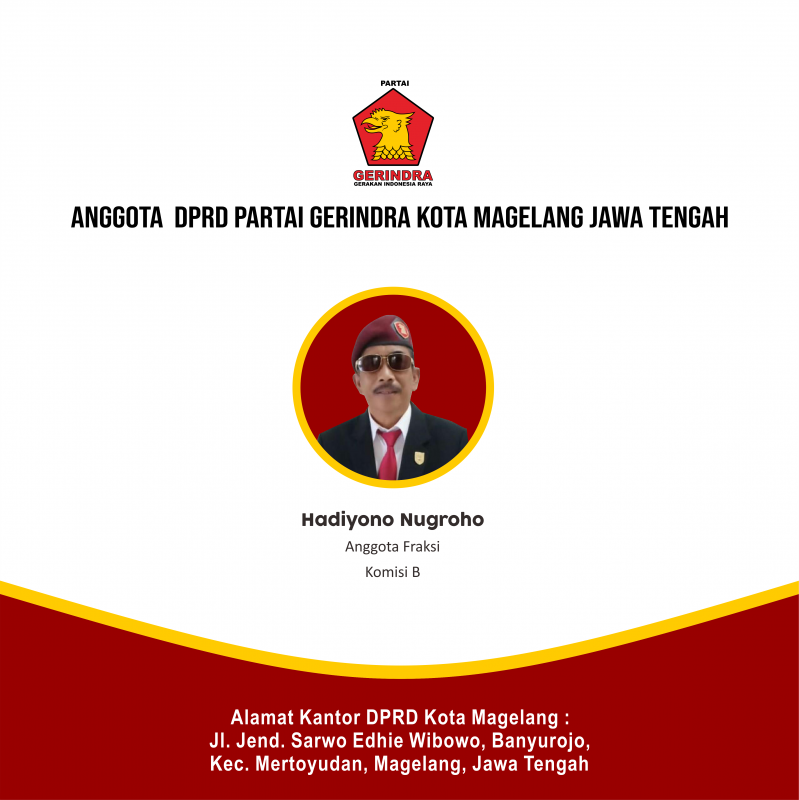 PARTAI
GERINDRA
GERAKAN INDONESIA RAYA
ANGGOTA DPRD PARTAI GERINDRA KOTA MAGELANG JAWA TENGAH
Hadiyono Nugroho
Anggota Fraksi
Komisi B
Alamat Kantor DPRD Kota Magelang :
Jl. Jend. Sarwo Edhie Wibowo, Banyurojo,
Kec. Mertoyudan, Magelang, Jawa Tengah